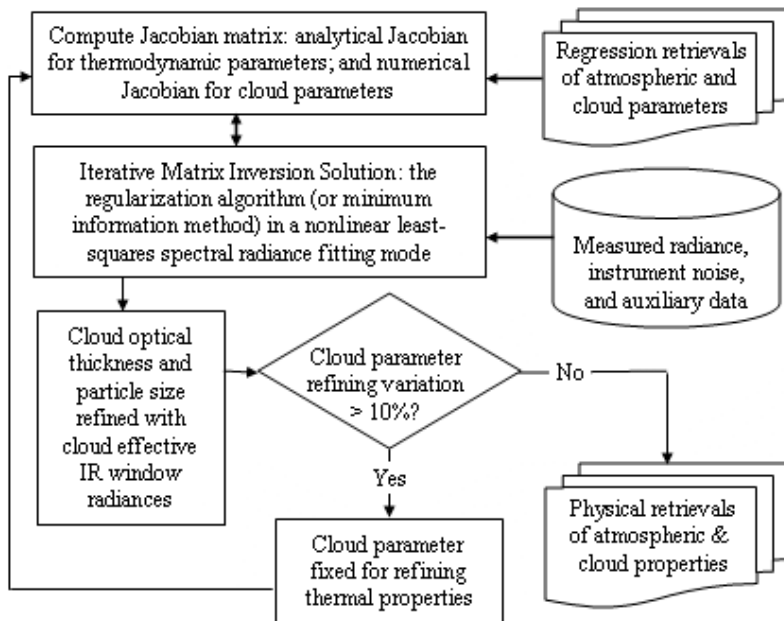 Compute Jacobian matrix: analytical Jacobian
for thermodynamic parameters; and numerical
Jacobian for cloud parameters
Regression retrievals
of atmospheric and
cloud parameters
Iterative Matrix Inversion Solution: the
regularization algorithm (or minimum
information method) in a nonlinear least-
squares spectral radiance fitting mode
Measured radiance,
instrument noise,
and auxiliary data
Cloud optical
thickness and
particle size
refined with
cloud effective
IR window
radiances
Cloud parameter
refining variation
> 10%?
No
Yes
Physical retrievals
of atmospheric &
cloud properties
Cloud parameter
fixed for refining
thermal properties